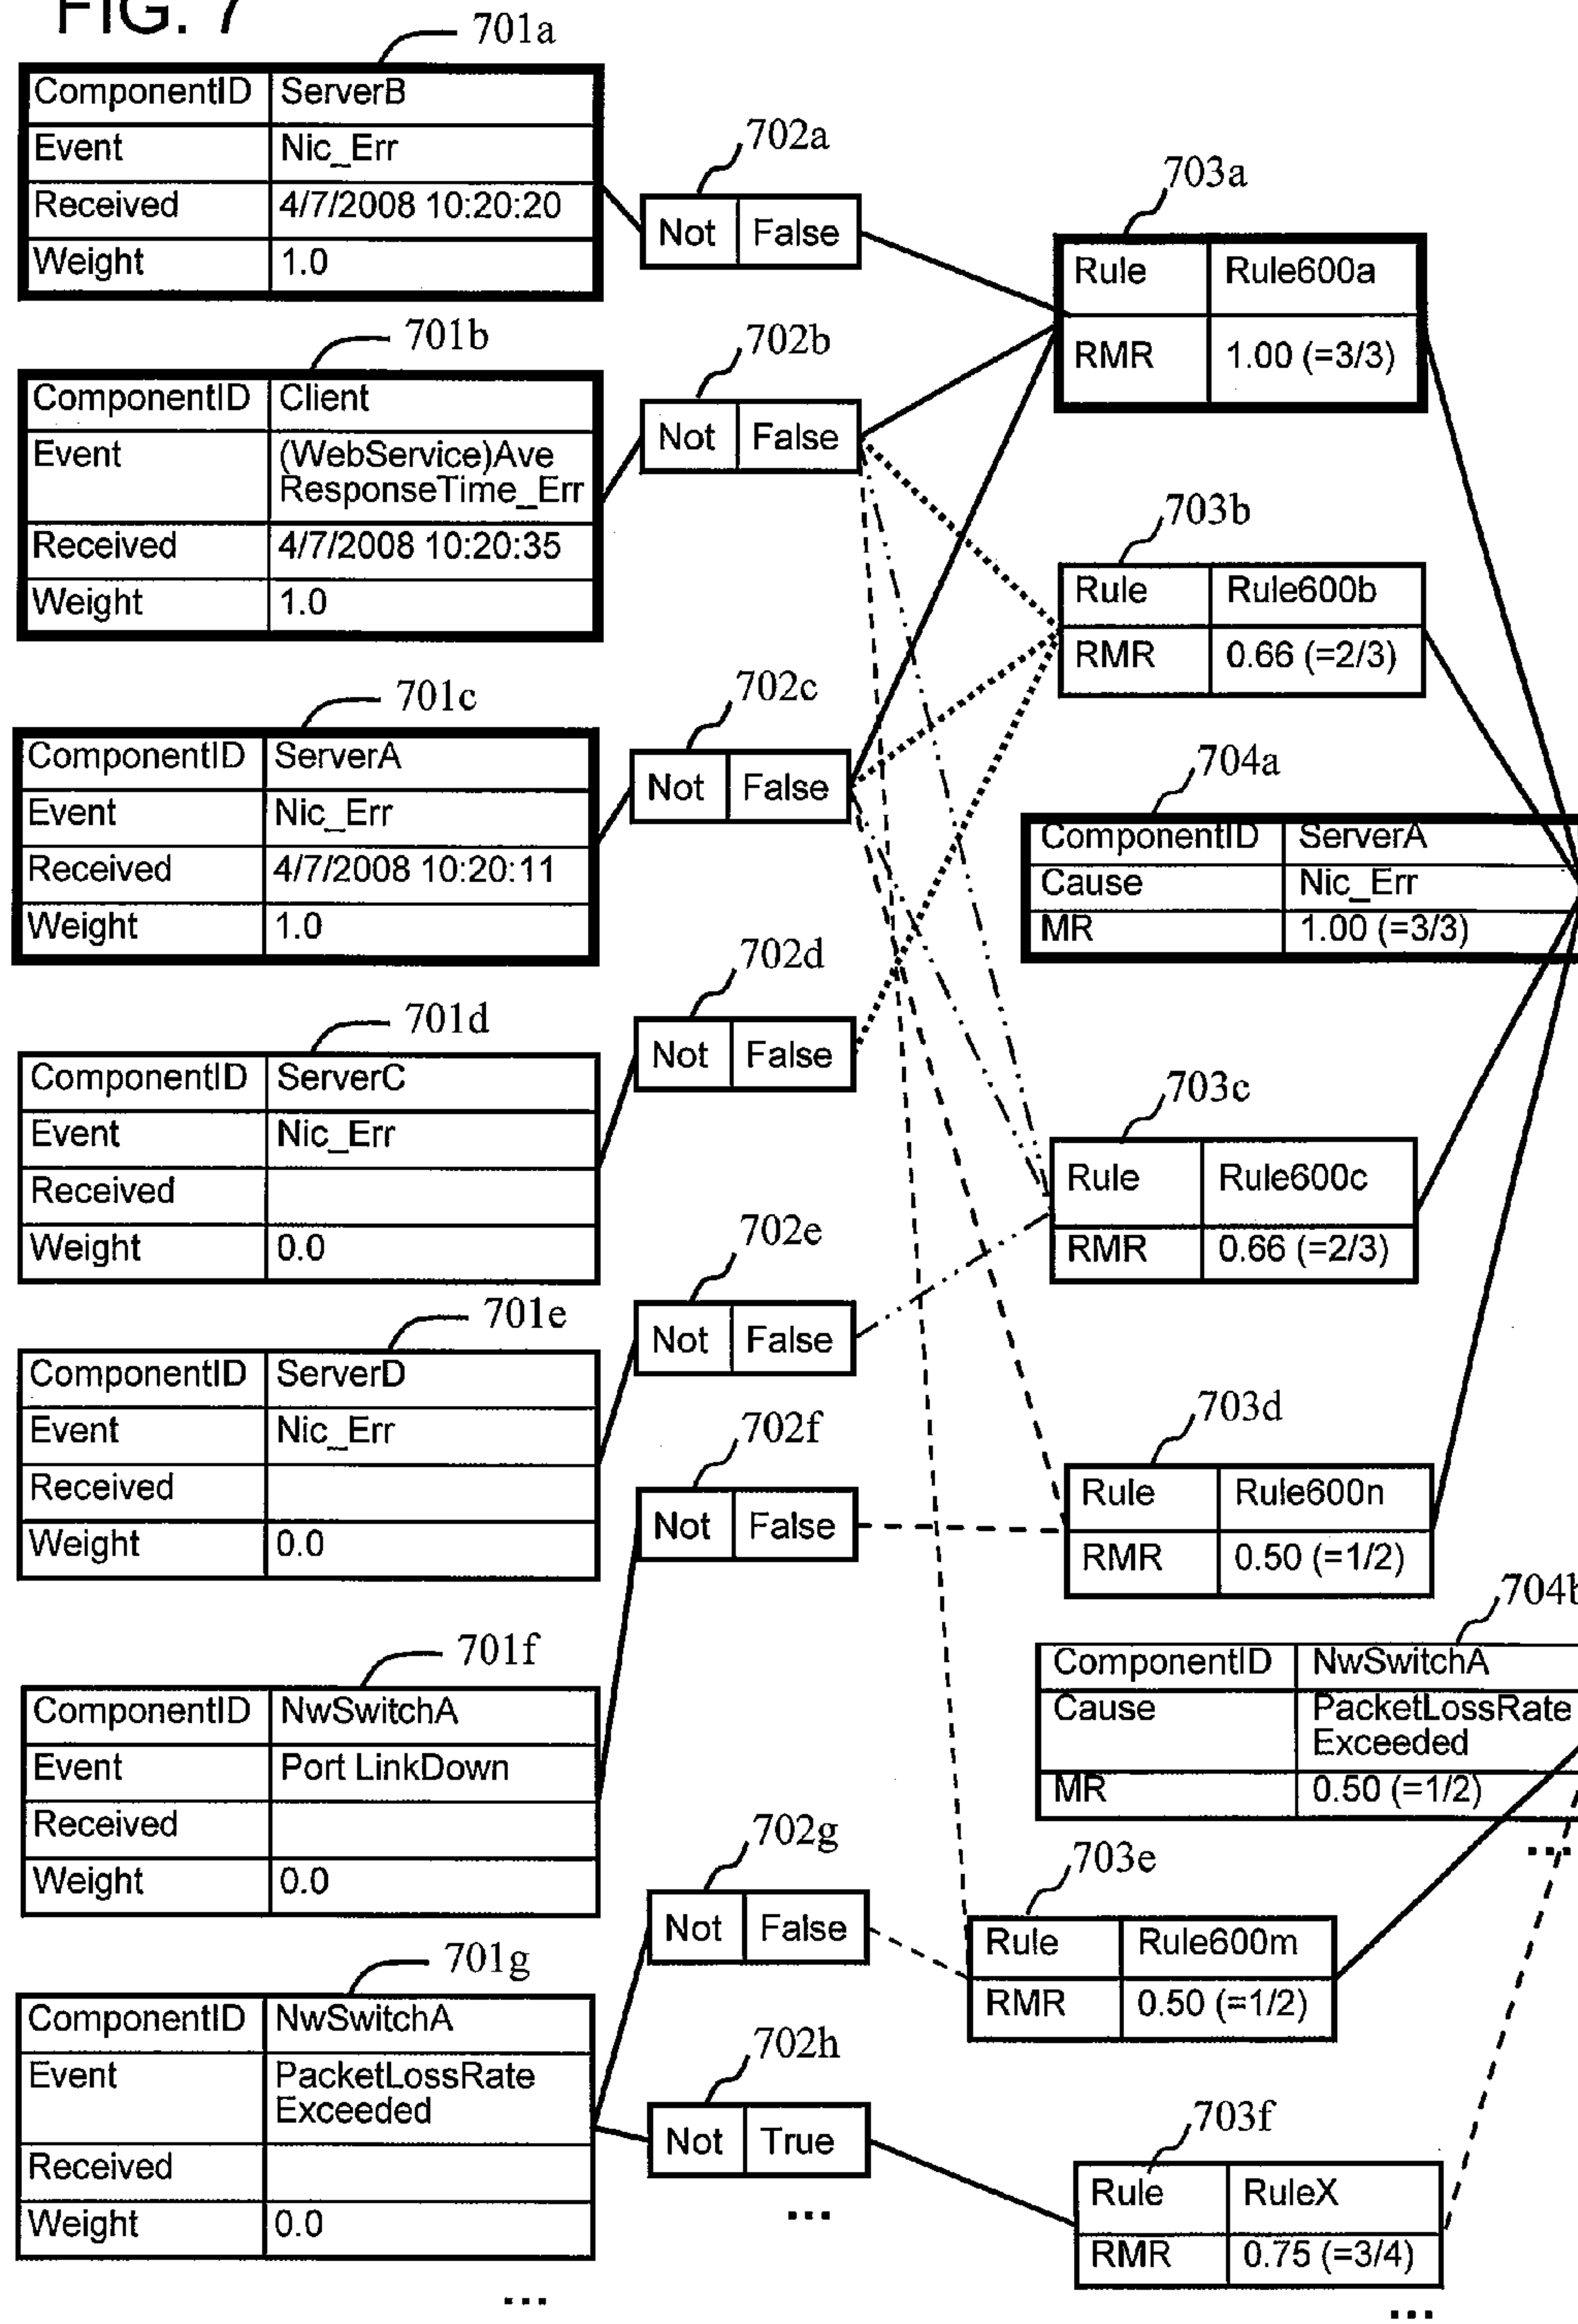 FIG. 7
701a
ComponentID ServerB
Event Nic_Err
Received 4/7/2008 10:20:20
Weight 1.0
702a
Not False
703a
Rule Rule600a
RMR 1.00 (=3/3)
701b
ComponentID Client
Event (WebService)Ave
ResponseTime_Err
Received 4/7/2008 10:20:35
Weight 1.0
702b
Not False
703b
Rule Rule600b
RMR 0.66 (=2/3)
701c
ComponentID ServerA
Event Nic_Err
Received 4/7/2008 10:20:11
Weight 1.0
702c
Not False
704a
ComponentID ServerA
Cause Nic_Err
MR 1.00 (=3/3)
701d
ComponentID ServerC
Event Nic_Err
Received
Weight 0.0
702d
Not False
703c
Rule Rule600c
RMR 0.66 (=2/3)
701e
ComponentID ServerD
Event Nic_Err
Received
Weight 0.0
702e
Not False
702f
Not False
703d
Rule Rule600n
RMR 0.50 (=1/2)
701f
ComponentID NwSwitchA
Event Port LinkDown
Received
Weight 0.0
704b
ComponentID NwSwitchA
Cause PacketLossRate
Exceeded
MR 0.50 (=1/2)
...
702g
Not False
703e
Rule Rule600m
RMR 0.50 (=1/2)
701g
ComponentID NwSwitchA
Event PacketLossRate
Exceeded
Received
Weight 0.0
...
702h
Not True
...
703f
Rule RuleX
RMR 0.75 (=3/4)
...